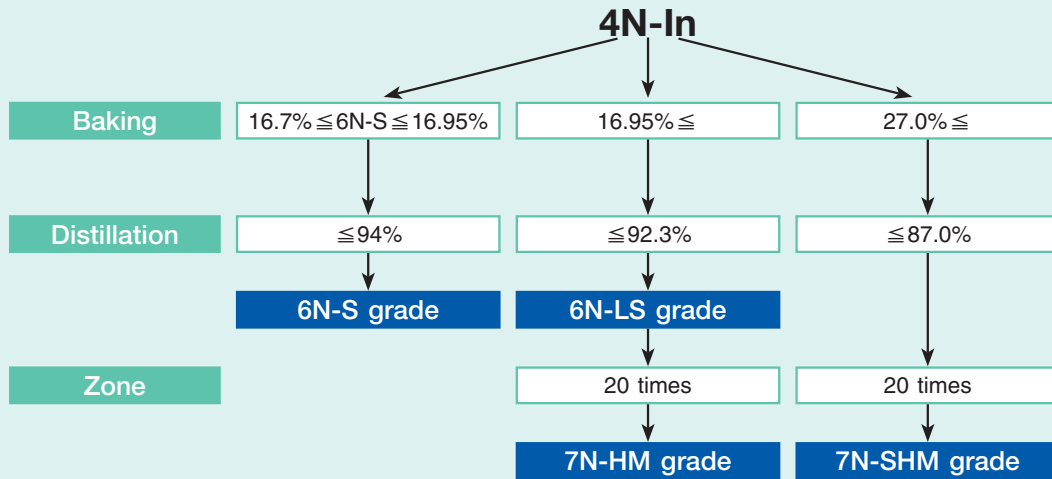 4N-In
Baking
16.7%≦6N-S≦16.95%
16.95%≦
27.0%≦
Distillation
≦94%
≦92.3%
≦87.0%
6N-S grade
6N-LS grade
Zone
20 times
20 times
7N-HM grade
7N-SHM grade